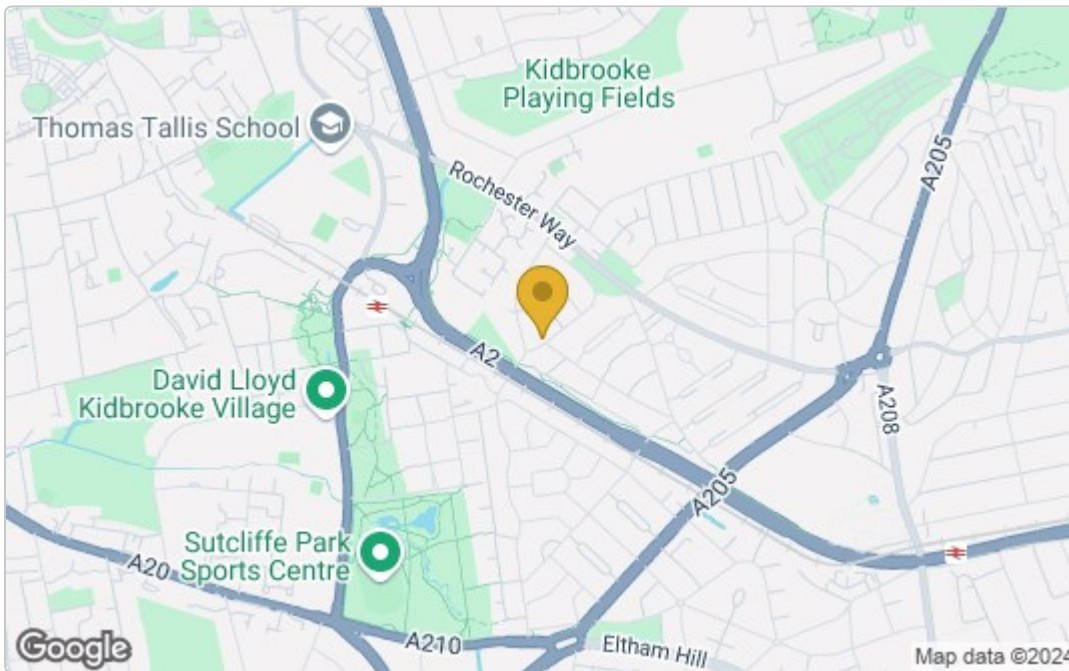 Kidbrooke
Playing Fields
Thomas Tallis School
A205
Rochester Way
A2
David Lloyd
Kidbrooke Village
A208
A205
Sutcliffe Park
Sports Centre
A20
A210
Eltham Hill
Google
Map data ©2024